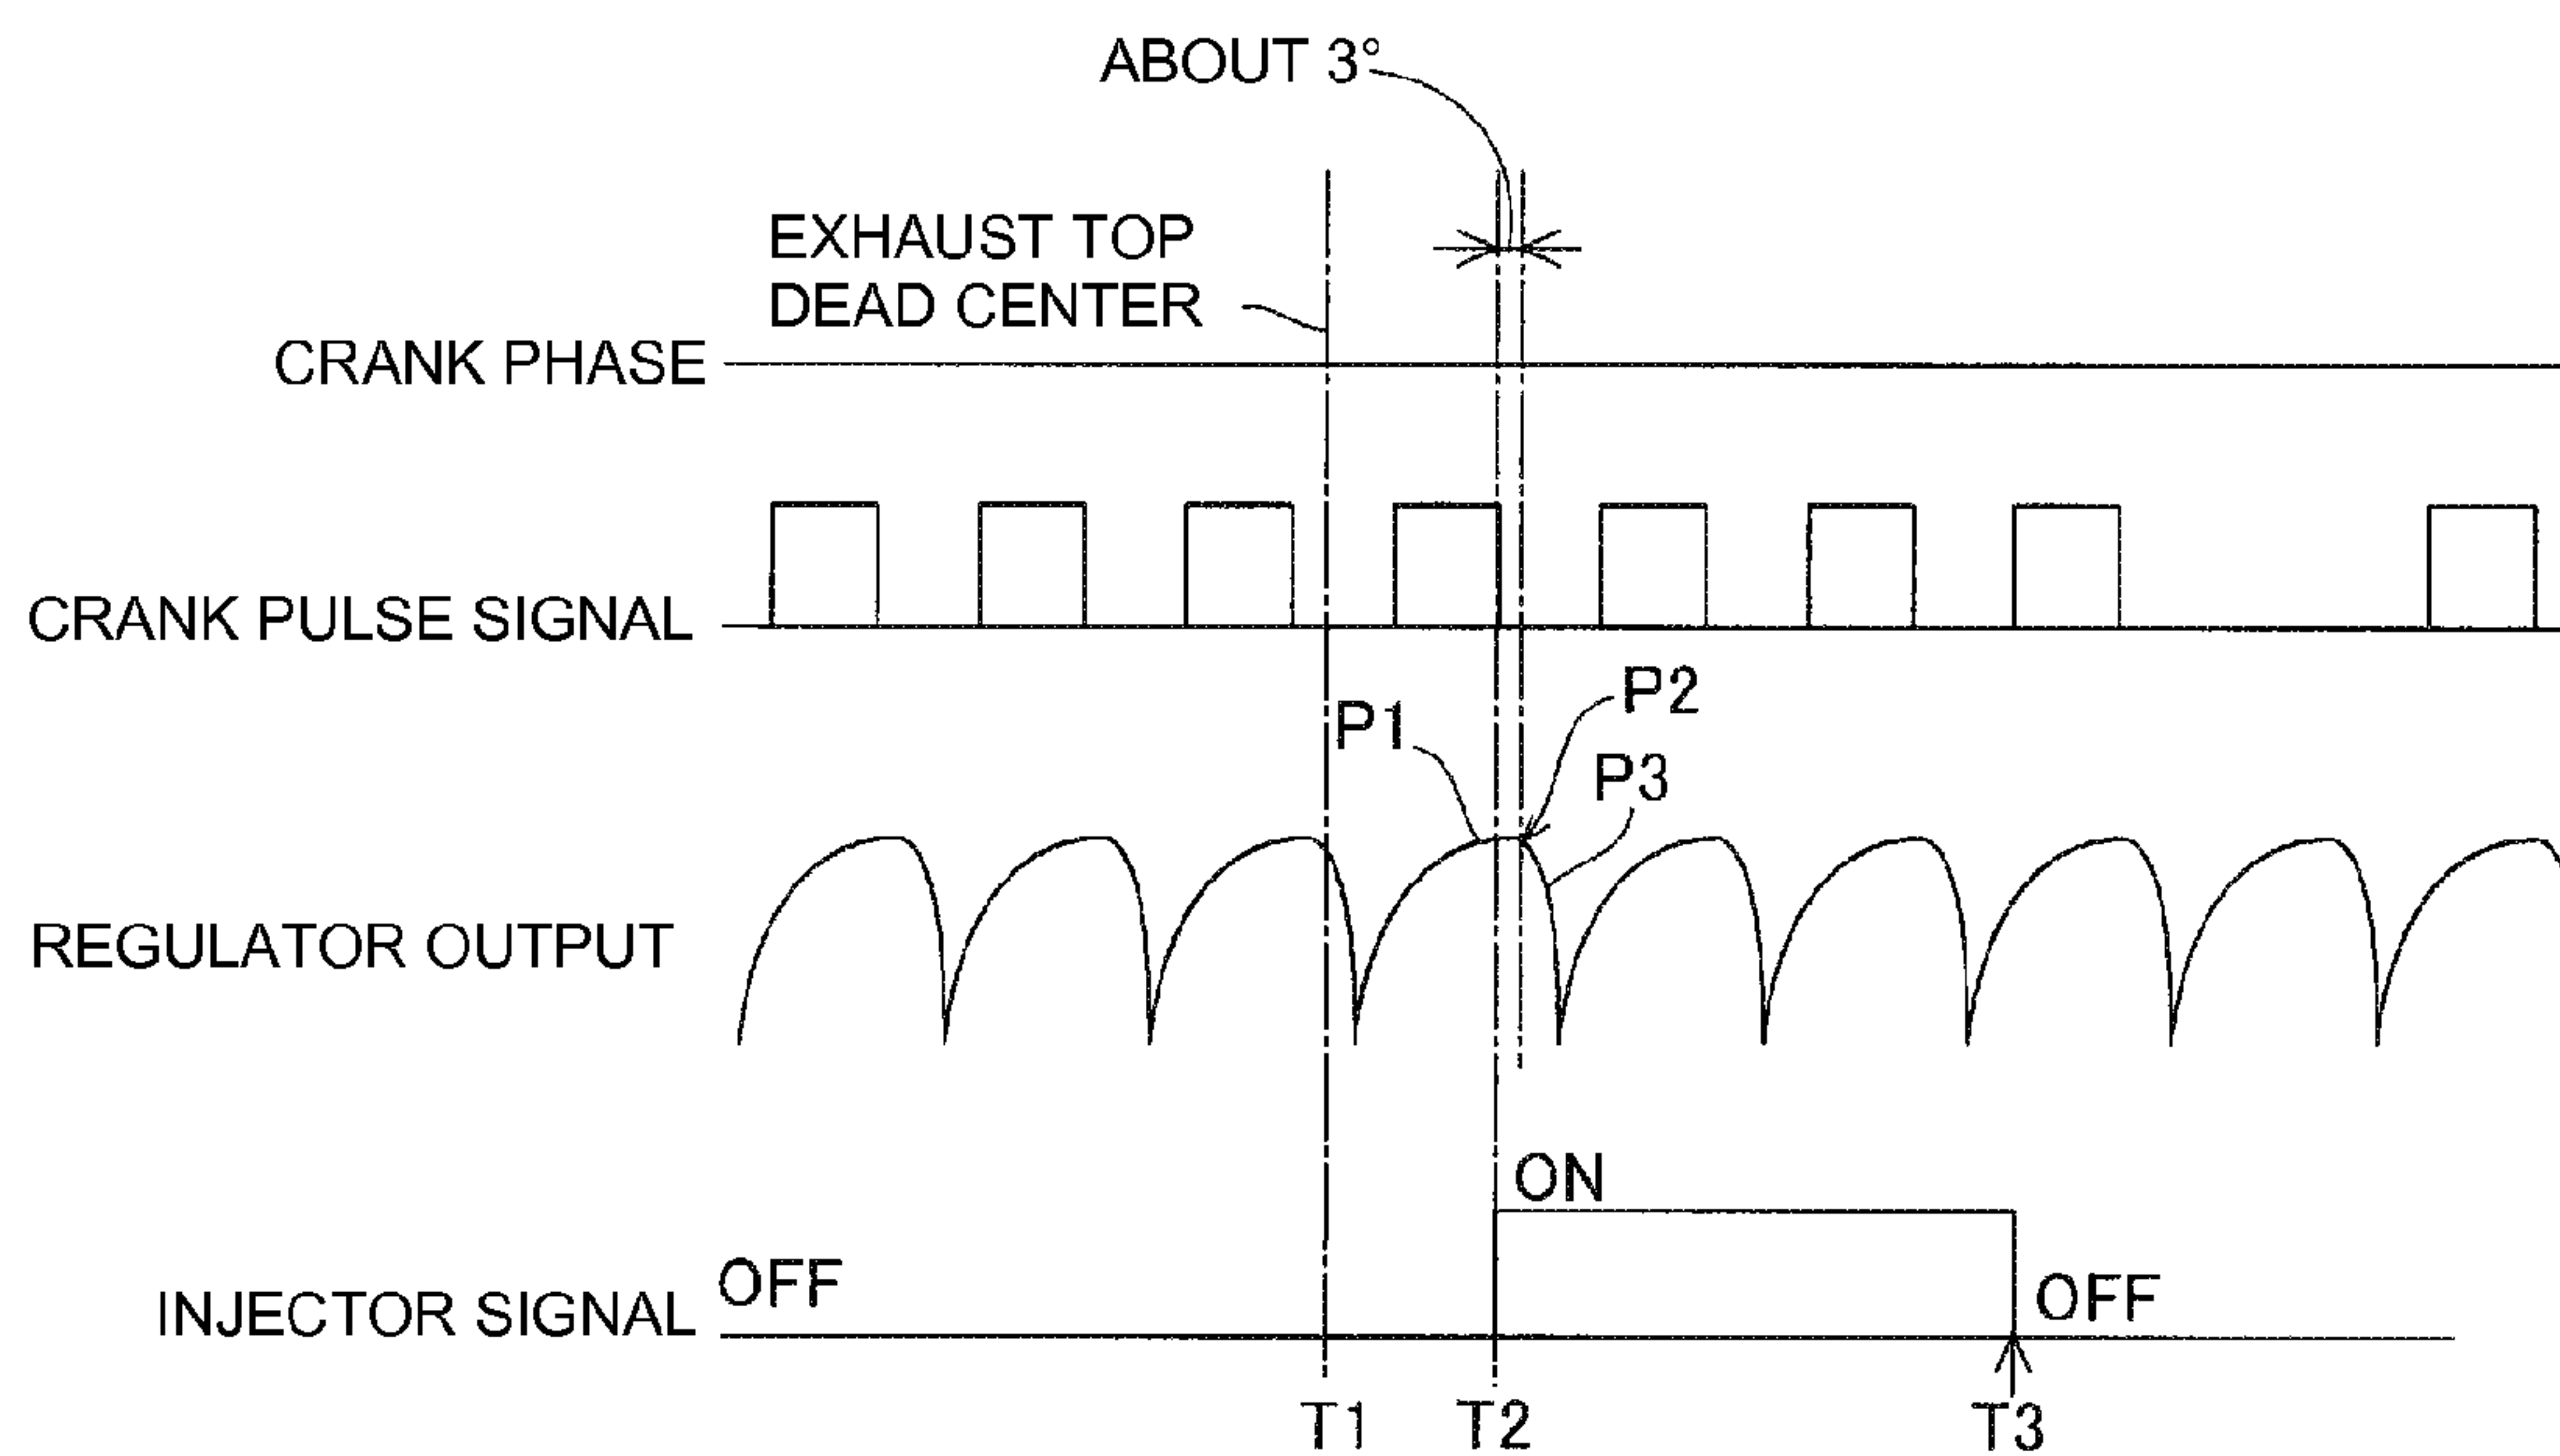 ABOUT 3°
EXHAUST TOP
DEAD CENTER
CRANK PHASE
CRANK PULSE SIGNAL
P1
P2
P3
REGULATOR OUTPUT
ON
OFF
INJECTOR SIGNAL
OFF
T1
T2
T3